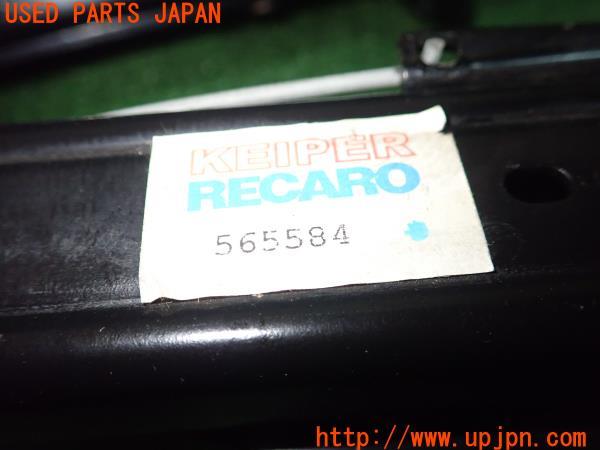 USED PARTS JAPAN
KEIPER
RECARO
565584
http://www.upjpn.com